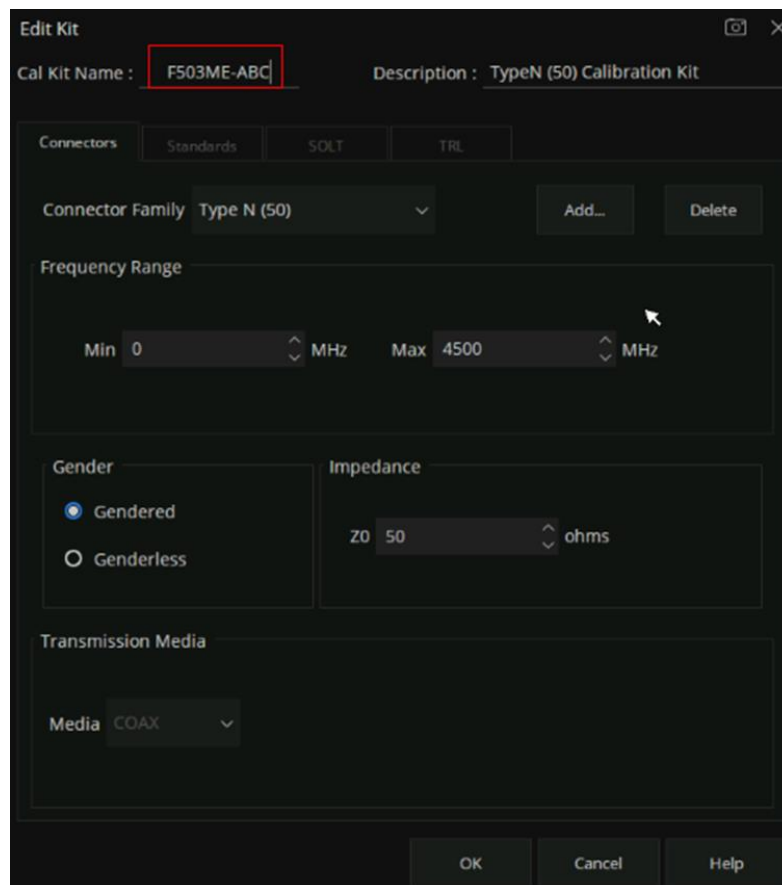 Edit Kit
Cal Kit Name : F503ME-ABC Description : TypeN (50) Calibration Kit
Connectors Standards SOLT TRL
Connector Family Type N (50) Add... Delete
Frequency Range
Min 0 MHz Max 4500 MHz
Gender Impedance
Gendered
Z0 50 ohms
Genderless
Transmission Media
Media COAX
OK Cancel Help